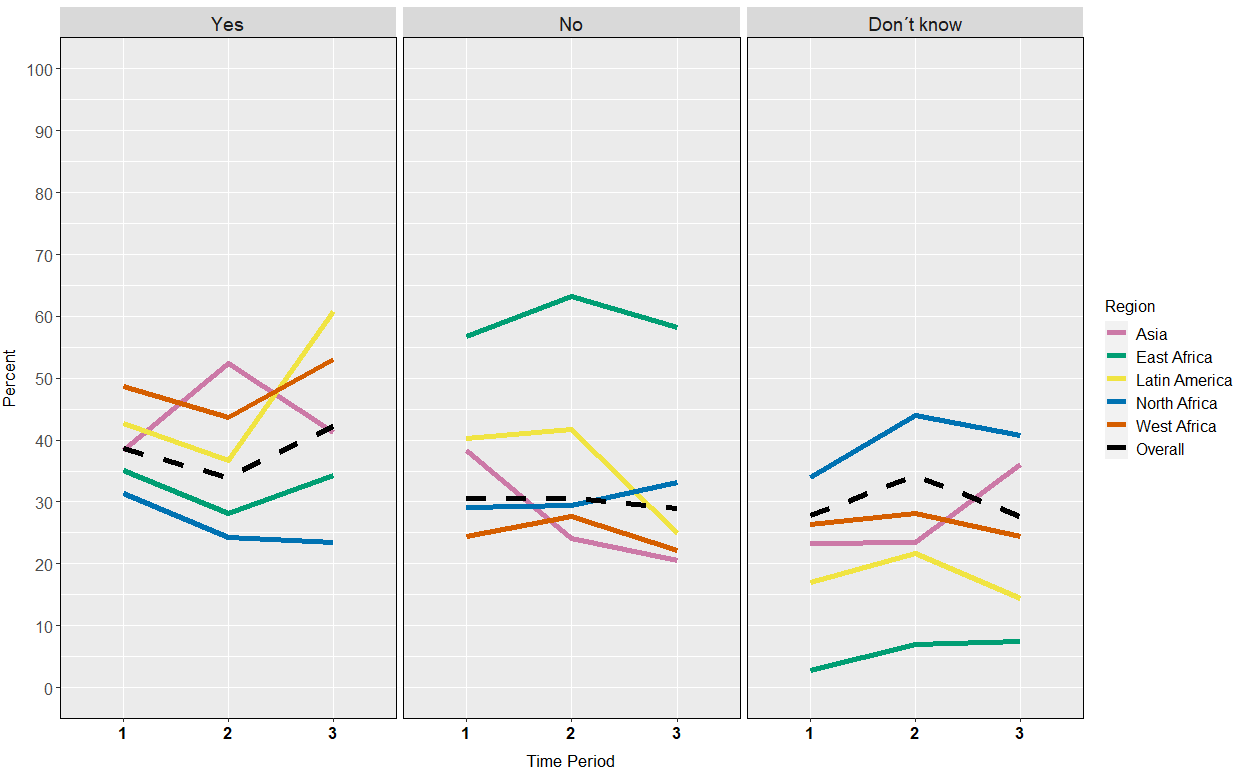 Yes
No
Don´t know
Percent
100
90
80
70
60
50
40
30
20
10
0
1 2 3
1 2 3
1 2 3
Time Period
Region
Asia
East Africa
Latin America
North Africa
West Africa
Overall